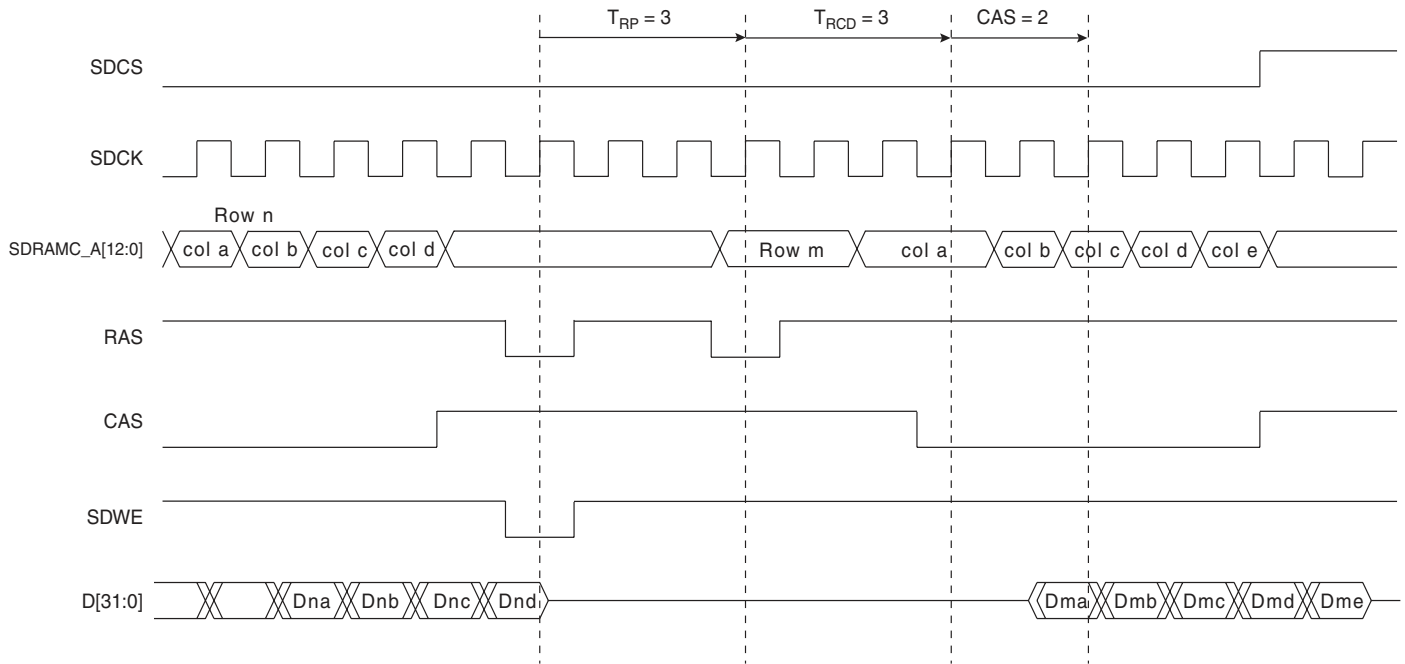 T_RP = 3 T_RCD = 3 CAS = 2
SDCS
SDCK
Row n
SDRAMC_A[12:0] col a col b col c col d Row m col a col b col c col d col e
RAS
CAS
SDWE
D[31:0] Dna Dnb Dnc Dnd Dma Dmb Dmc Dmd Dme